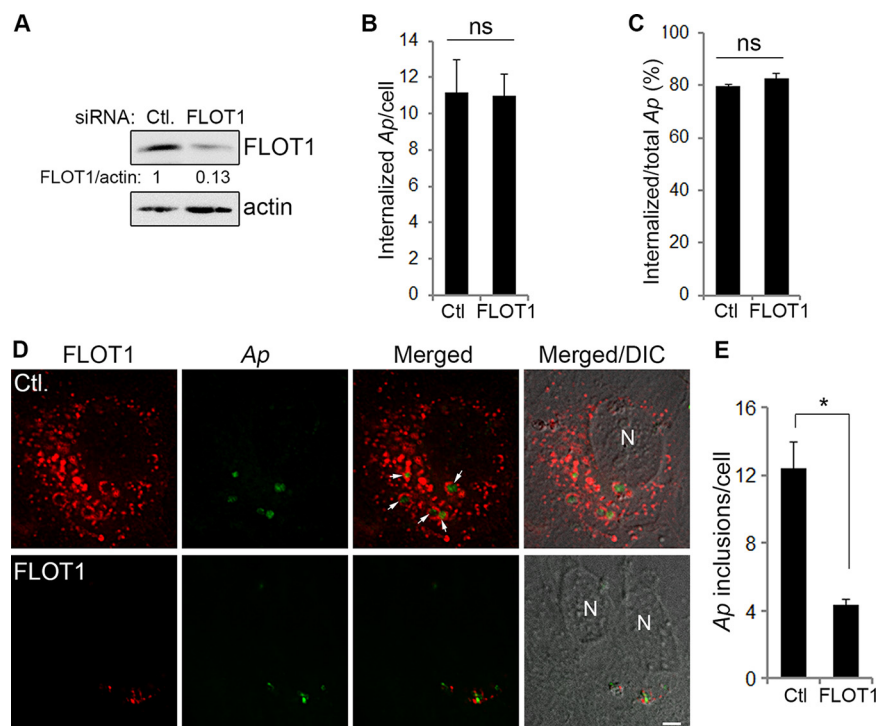 A
siRNA: Ctl. FLOT1
FLOT1
FLOT1/actin: 1 0.13
actin
B
ns
Internalized Ap/cell
14
12
10
8
6
4
2
0
Ctl FLOT1
C
ns
Internalized/total Ap (%)
100
80
60
40
20
0
Ctl FLOT1
D
FLOT1 Ap Merged Merged/DIC
Ctl.
N
FLOT1
N N
E
*
Ap inclusions/cell
16
12
8
4
0
Ctl FLOT1